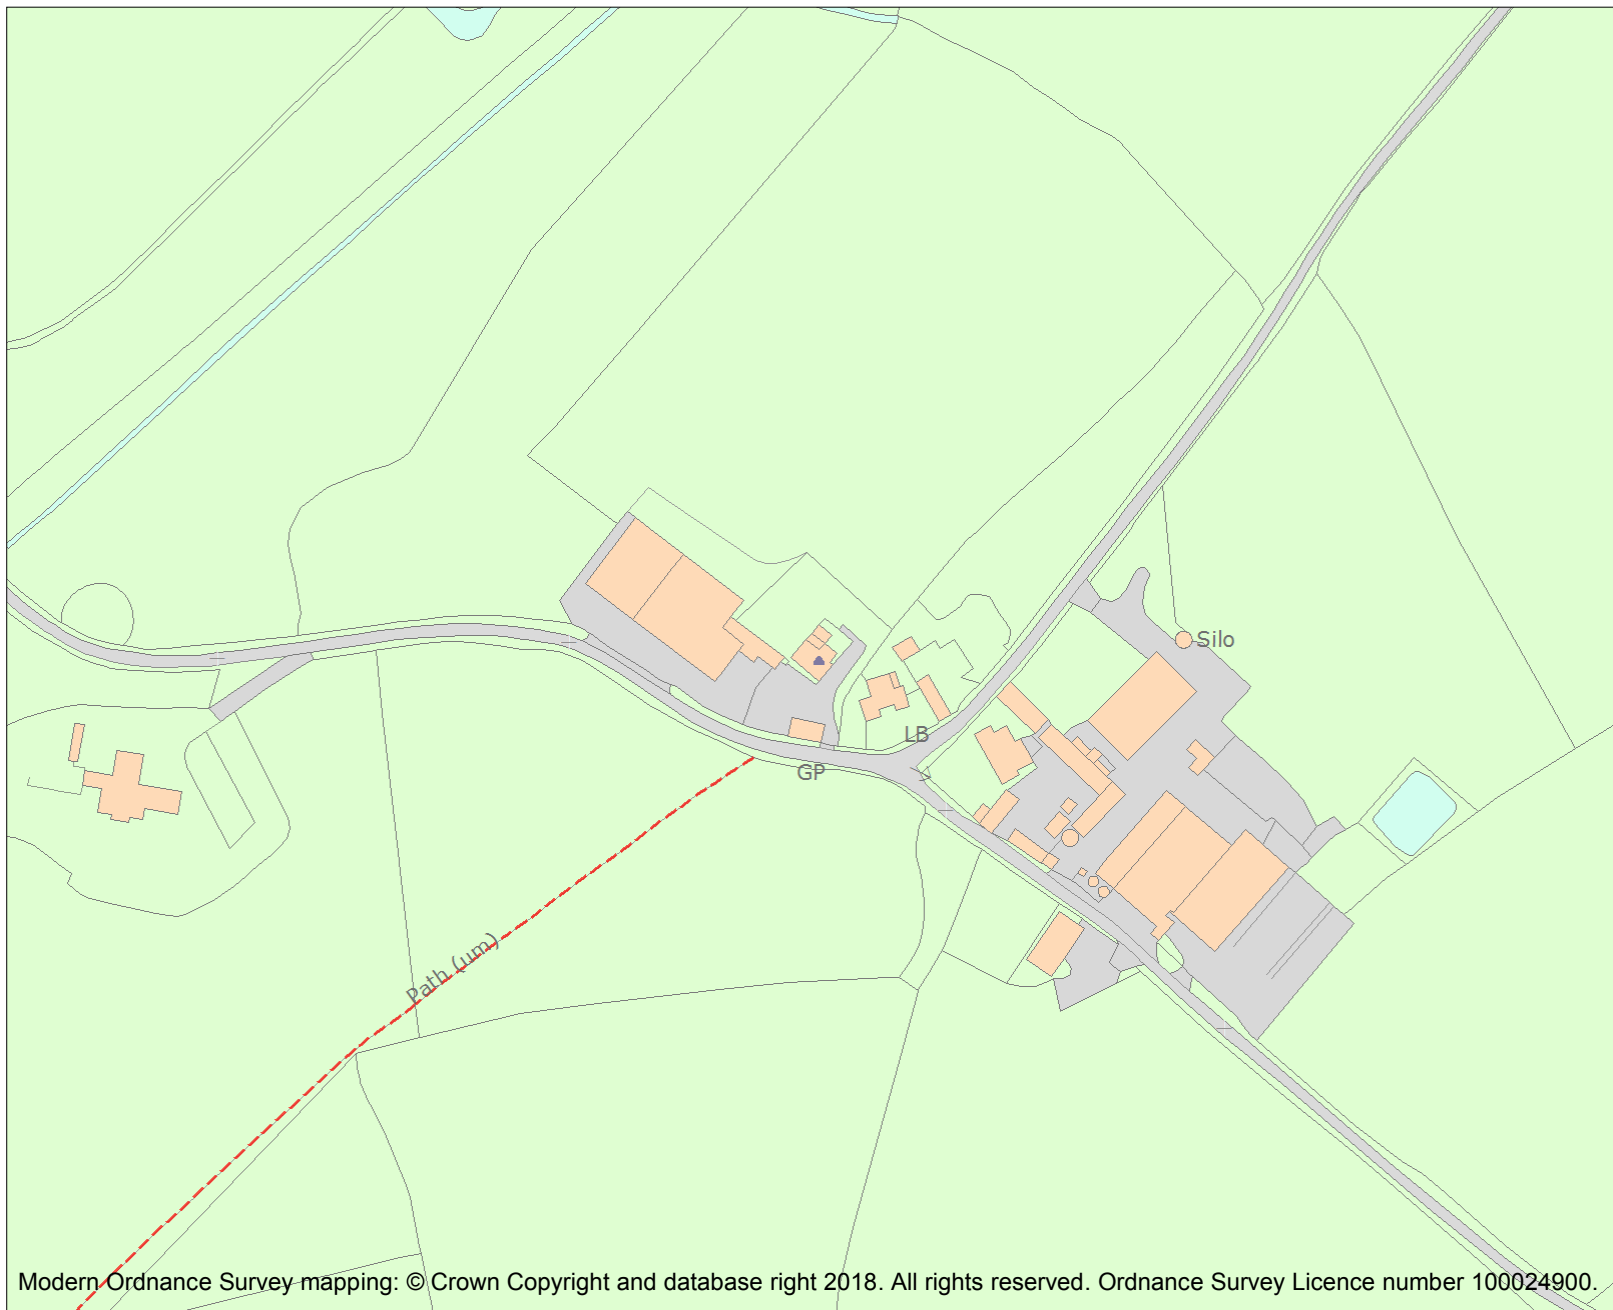 Silo
LB
GP
Path (um)
Modern Ordnance Survey mapping: © Crown Copyright and database right 2018. All rights reserved. Ordnance Survey Licence number 100024900.